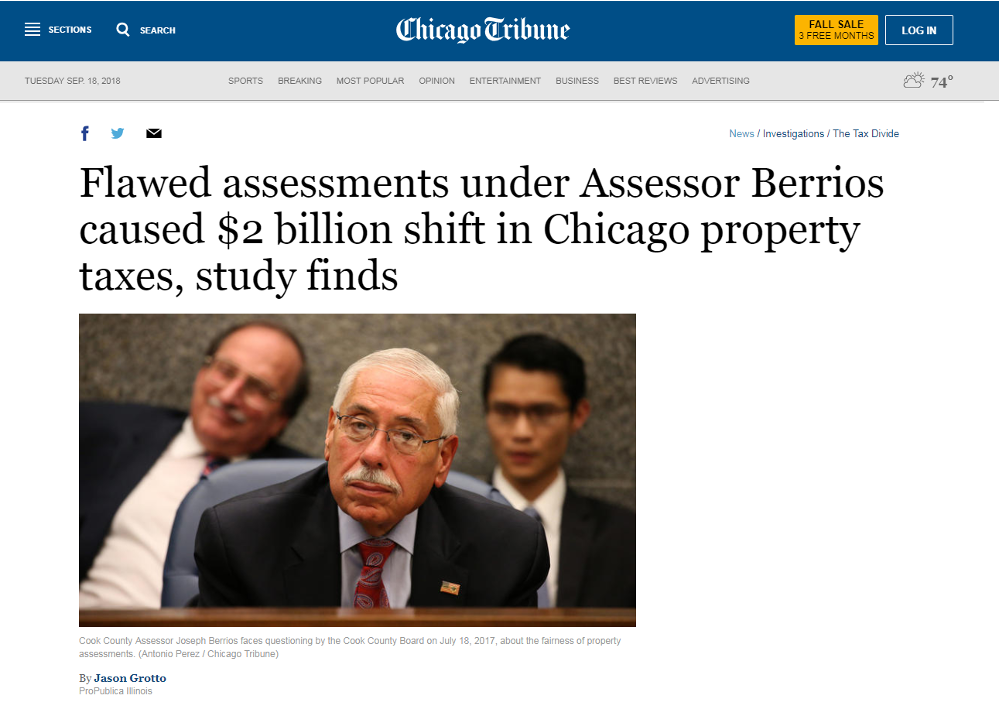 SECTIONS SEARCH Chicago Tribune FALL SALE
3 FREE MONTHS LOG IN
TUESDAY SEP. 18, 2018 SPORTS BREAKING MOST POPULAR OPINION ENTERTAINMENT BUSINESS BEST REVIEWS ADVERTISING 74°
News / Investigations / The Tax Divide
Flawed assessments under Assessor Berrios
caused $2 billion shift in Chicago property
taxes, study finds
Cook County Assessor Joseph Berrios faces questioning by the Cook County Board on July 18, 2017, about the fairness of property
assessments. (Antonio Perez / Chicago Tribune)
By Jason Grotto
ProPublica Illinois